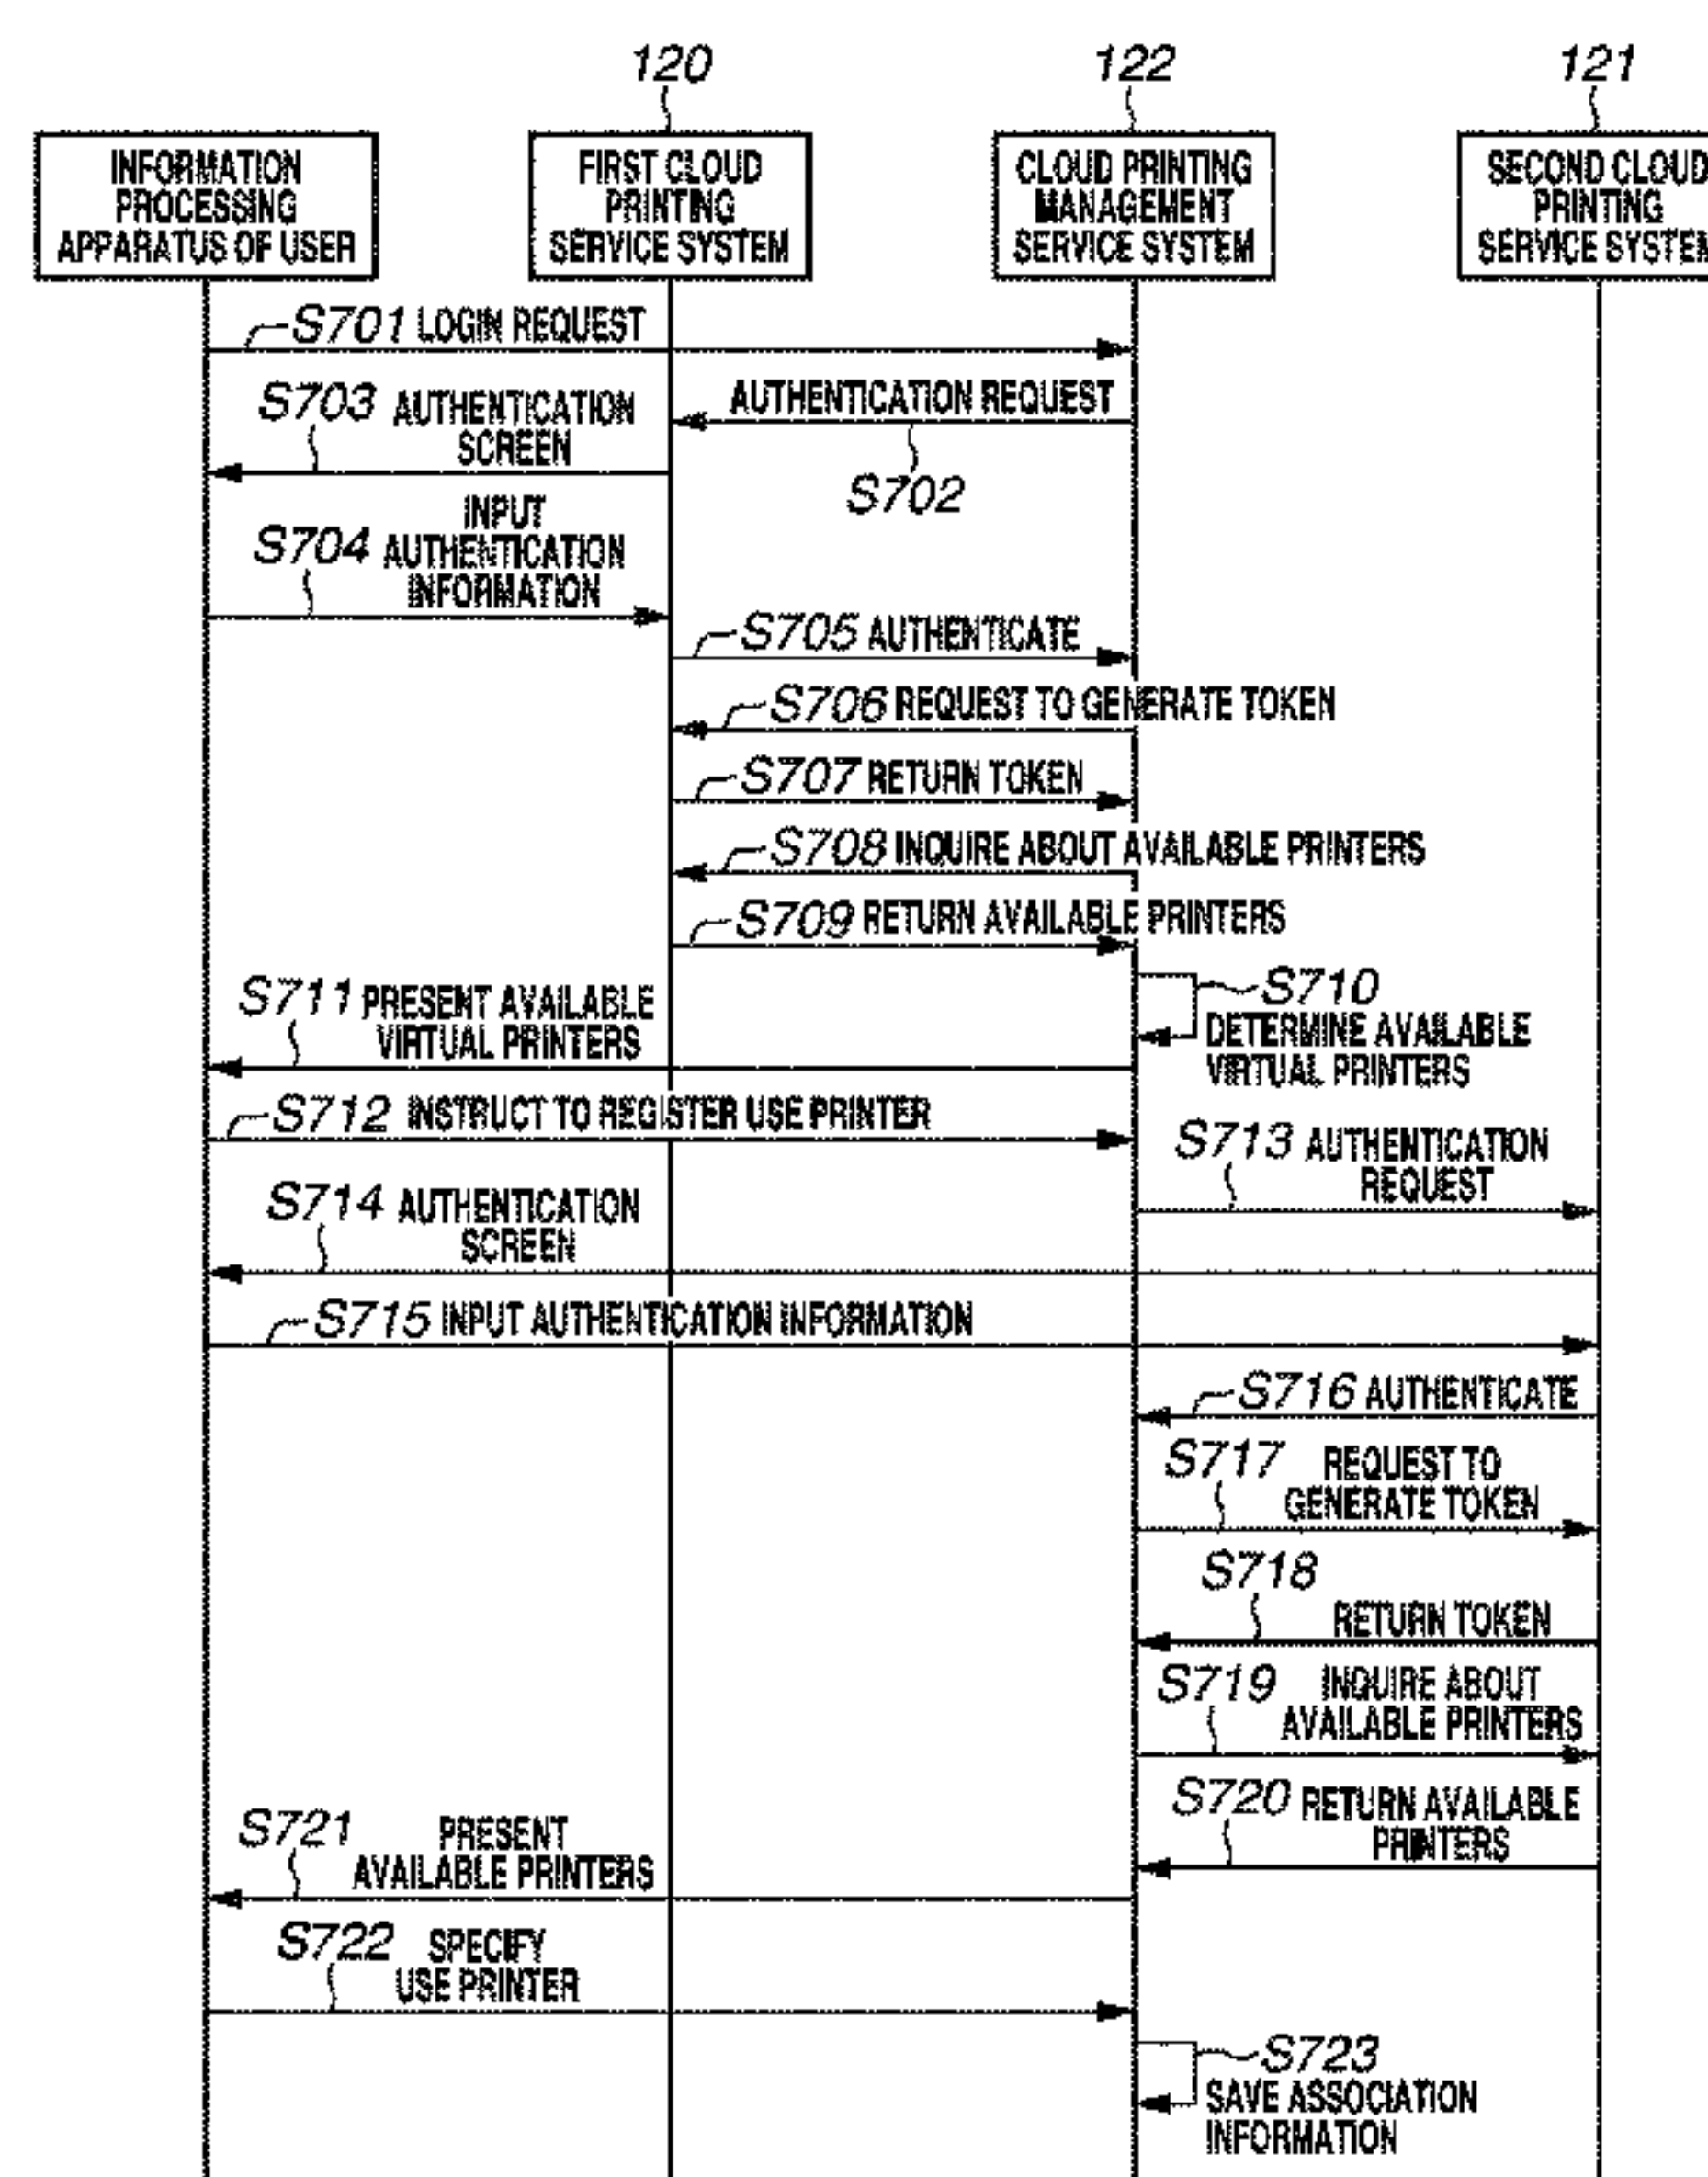 120
122
121
INFORMATION
PROCESSING
APPARATUS OF USER
FIRST CLOUD
PRINTING
SERVICE SYSTEM
CLOUD PRINTING
MANAGEMENT
SERVICE SYSTEM
SECOND CLOUD
PRINTING
SERVICE SYSTEM
S701 LOGIN REQUEST
AUTHENTICATION REQUEST
S702
S703 AUTHENTICATION
SCREEN
INPUT
S704 AUTHENTICATION
INFORMATION
S705 AUTHENTICATE
S706 REQUEST TO GENERATE TOKEN
S707 RETURN TOKEN
S708 INQUIRE ABOUT AVAILABLE PRINTERS
S709 RETURN AVAILABLE PRINTERS
S710
DETERMINE AVAILABLE
VIRTUAL PRINTERS
S711 PRESENT AVAILABLE
VIRTUAL PRINTERS
S712 INSTRUCT TO REGISTER USE PRINTER
S713 AUTHENTICATION
REQUEST
S714 AUTHENTICATION
SCREEN
S715 INPUT AUTHENTICATION INFORMATION
S716 AUTHENTICATE
S717 REQUEST TO
GENERATE TOKEN
S718
RETURN TOKEN
S719 INQUIRE ABOUT
AVAILABLE PRINTERS
S720 RETURN AVAILABLE
PRINTERS
S721 PRESENT
AVAILABLE PRINTERS
S722 SPECIFY
USE PRINTER
S723
SAVE ASSOCIATION
INFORMATION